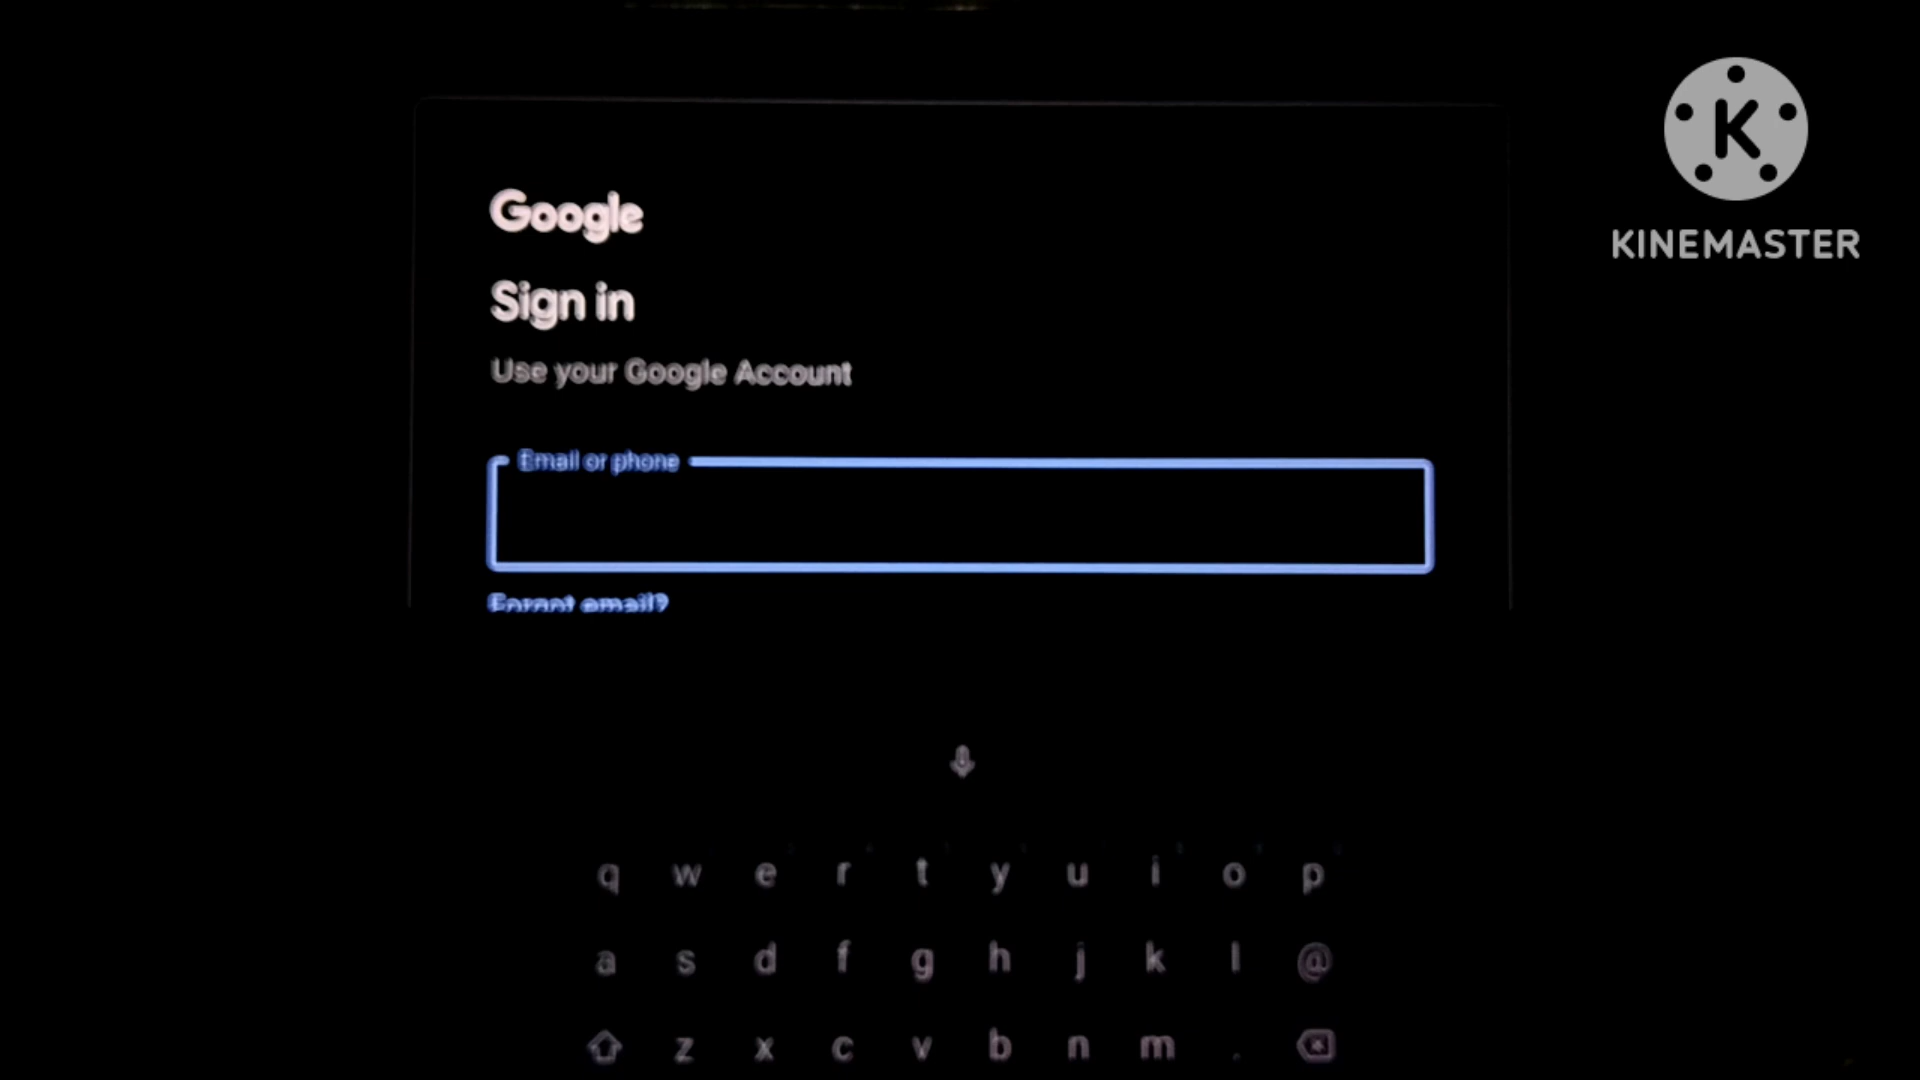 Google
K
KINEMASTER
Sign in
Use your Google Account
Email or phone
Forgot email?
q w e r t y u i o p
a s d f g h j k l @
z x c v b n m .